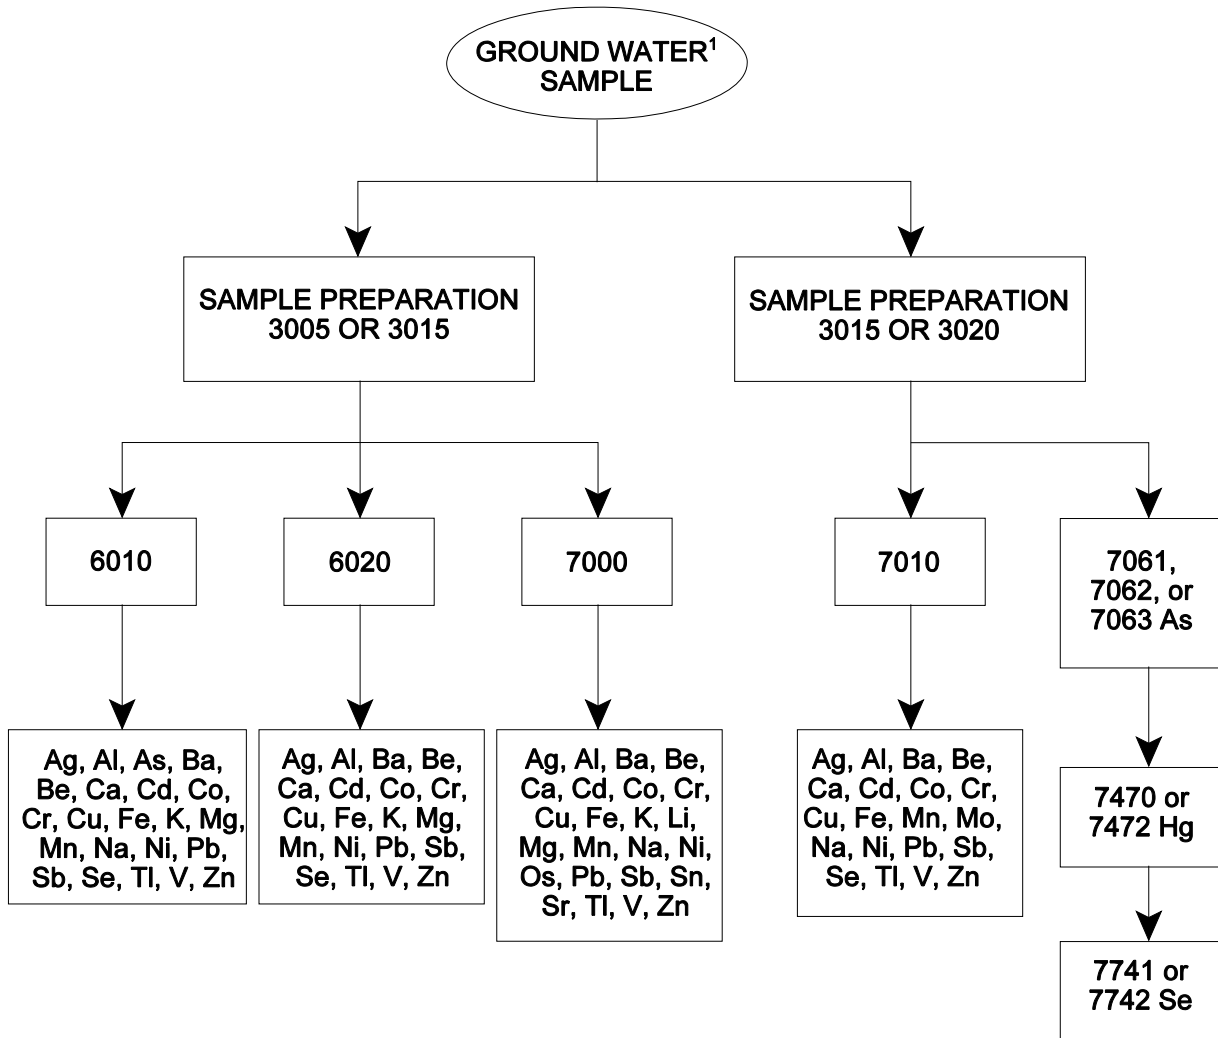 GROUND WATER¹
SAMPLE
SAMPLE PREPARATION
3005 OR 3015
SAMPLE PREPARATION
3015 OR 3020
6010
6020
7000
7010
7061,
7062, or
7063 As
Ag, Al, As, Ba,
Be, Ca, Cd, Co,
Cr, Cu, Fe, K, Mg,
Mn, Na, Ni, Pb,
Sb, Se, Tl, V, Zn
Ag, Al, Ba, Be,
Ca, Cd, Co, Cr,
Cu, Fe, K, Mg,
Mn, Ni, Pb, Sb,
Se, Tl, V, Zn
Ag, Al, Ba, Be,
Ca, Cd, Co, Cr,
Cu, Fe, K, Li,
Mg, Mn, Na, Ni,
Os, Pb, Sb, Sn,
Sr, Tl, V, Zn
Ag, Al, Ba, Be,
Ca, Cd, Co, Cr,
Cu, Fe, Mn, Mo,
Na, Ni, Pb, Sb,
Se, Tl, V, Zn
7470 or
7472 Hg
7741 or
7742 Se